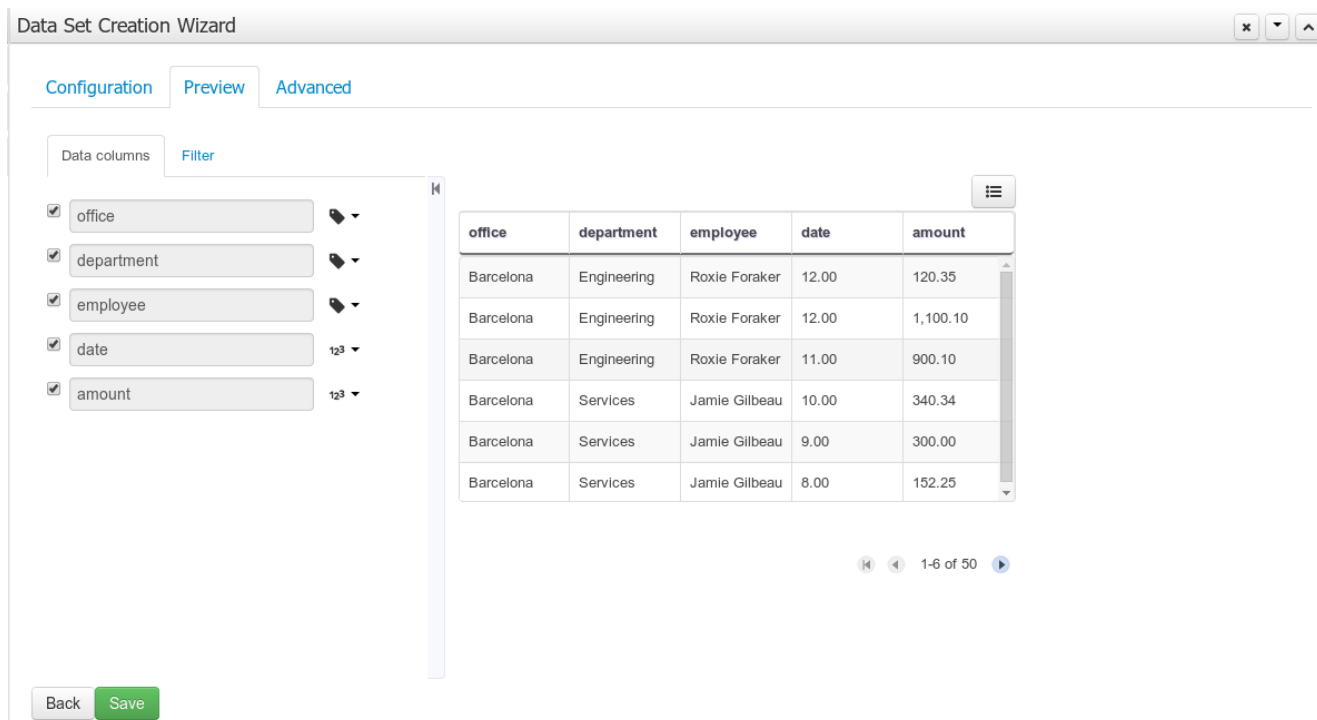 Data Set Creation Wizard
Configuration Preview Advanced
Data columns Filter
office
department
employee
date 123
amount 123
office department employee date amount
Barcelona Engineering Roxie Foraker 12.00 120.35
Barcelona Engineering Roxie Foraker 12.00 1,100.10
Barcelona Engineering Roxie Foraker 11.00 900.10
Barcelona Services Jamie Gilbeau 10.00 340.34
Barcelona Services Jamie Gilbeau 9.00 300.00
Barcelona Services Jamie Gilbeau 8.00 152.25
1-6 of 50
Back Save